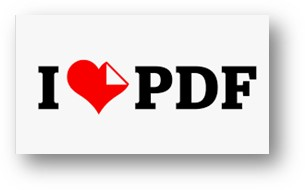 I ❤ PDF